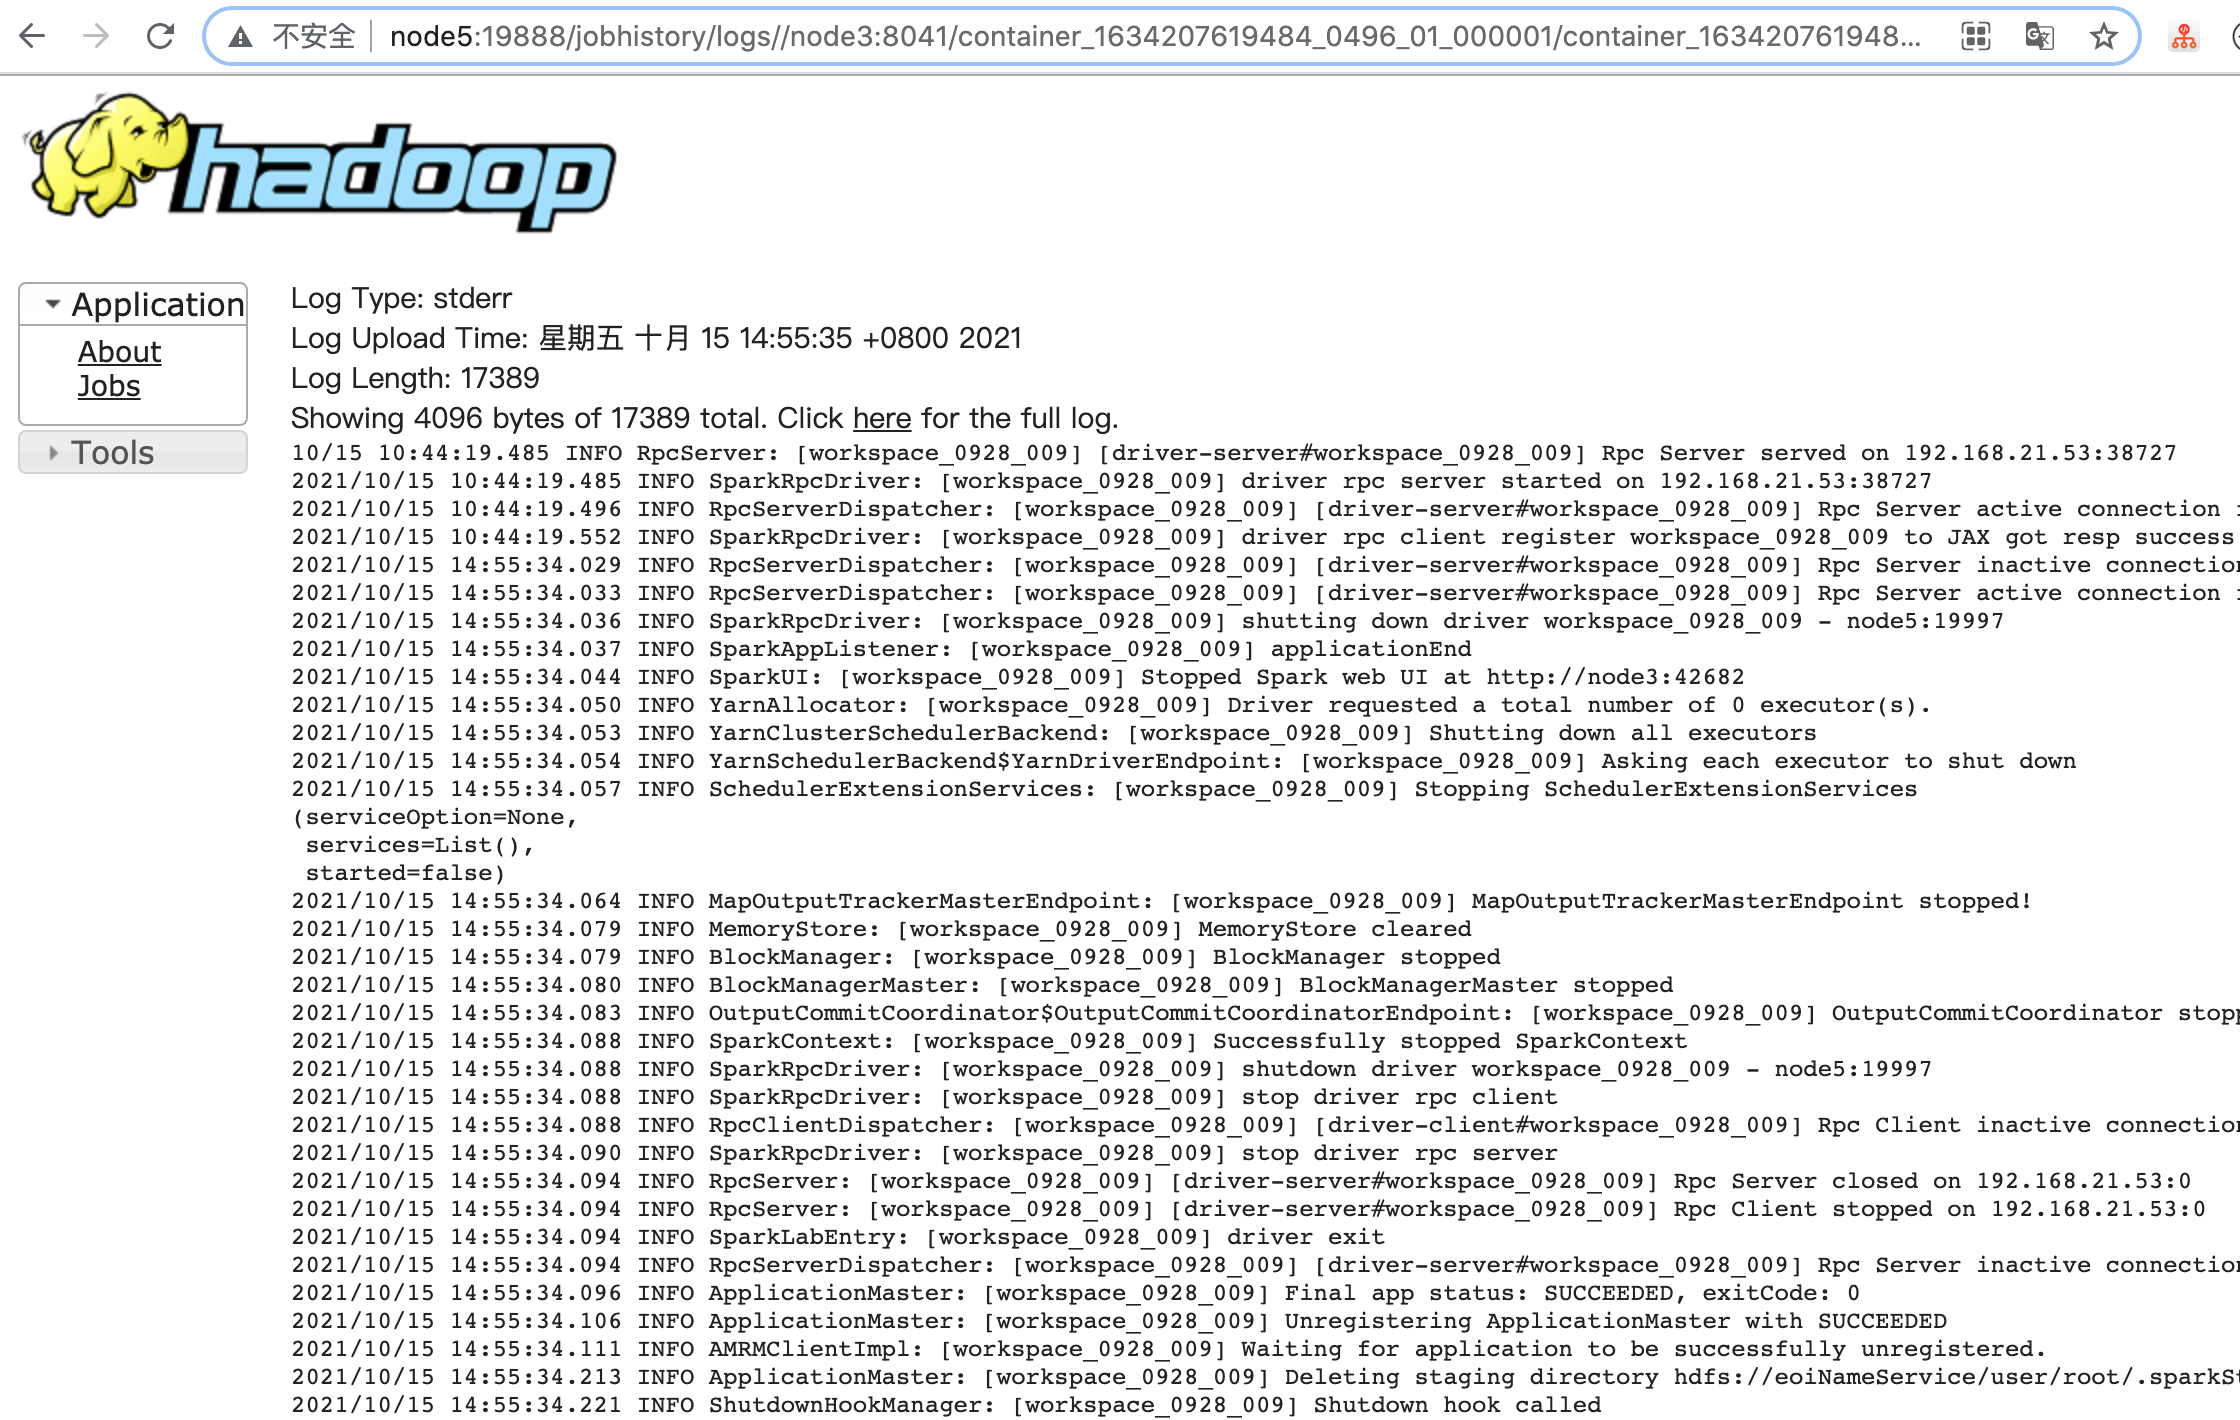 不安全 node5:19888/jobhistory/logs//node3:8041/container_1634207619484_0496_01_000001/container_163420761948...
hadoop
Application
About
Jobs
Tools
Log Type: stderr
Log Upload Time: 星期五 十月 15 14:55:35 +0800 2021
Log Length: 17389
Showing 4096 bytes of 17389 total. Click here for the full log.
10/15 10:44:19.485 INFO RpcServer: [workspace_0928_009] [driver-server#workspace_0928_009] Rpc Server served on 192.168.21.53:38727
2021/10/15 10:44:19.485 INFO SparkRpcDriver: [workspace_0928_009] driver rpc server started on 192.168.21.53:38727
2021/10/15 10:44:19.496 INFO RpcServerDispatcher: [workspace_0928_009] [driver-server#workspace_0928_009] Rpc Server active connection
2021/10/15 10:44:19.552 INFO SparkRpcDriver: [workspace_0928_009] driver rpc client register workspace_0928_009 to JAX got resp success
2021/10/15 14:55:34.029 INFO RpcServerDispatcher: [workspace_0928_009] [driver-server#workspace_0928_009] Rpc Server inactive connection
2021/10/15 14:55:34.033 INFO RpcServerDispatcher: [workspace_0928_009] [driver-server#workspace_0928_009] Rpc Server active connection
2021/10/15 14:55:34.036 INFO SparkRpcDriver: [workspace_0928_009] shutting down driver workspace_0928_009 - node5:19997
2021/10/15 14:55:34.037 INFO SparkAppListener: [workspace_0928_009] applicationEnd
2021/10/15 14:55:34.044 INFO SparkUI: [workspace_0928_009] Stopped Spark web UI at http://node3:42682
2021/10/15 14:55:34.050 INFO YarnAllocator: [workspace_0928_009] Driver requested a total number of 0 executor(s).
2021/10/15 14:55:34.053 INFO YarnClusterSchedulerBackend: [workspace_0928_009] Shutting down all executors
2021/10/15 14:55:34.054 INFO YarnSchedulerBackend$YarnDriverEndpoint: [workspace_0928_009] Asking each executor to shut down
2021/10/15 14:55:34.057 INFO SchedulerExtensionServices: [workspace_0928_009] Stopping SchedulerExtensionServices
(serviceOption=None,
 services=List(),
 started=false)
2021/10/15 14:55:34.064 INFO MapOutputTrackerMasterEndpoint: [workspace_0928_009] MapOutputTrackerMasterEndpoint stopped!
2021/10/15 14:55:34.079 INFO MemoryStore: [workspace_0928_009] MemoryStore cleared
2021/10/15 14:55:34.079 INFO BlockManager: [workspace_0928_009] BlockManager stopped
2021/10/15 14:55:34.080 INFO BlockManagerMaster: [workspace_0928_009] BlockManagerMaster stopped
2021/10/15 14:55:34.083 INFO OutputCommitCoordinator$OutputCommitCoordinatorEndpoint: [workspace_0928_009] OutputCommitCoordinator stopp
2021/10/15 14:55:34.088 INFO SparkContext: [workspace_0928_009] Successfully stopped SparkContext
2021/10/15 14:55:34.088 INFO SparkRpcDriver: [workspace_0928_009] shutdown driver workspace_0928_009 - node5:19997
2021/10/15 14:55:34.088 INFO SparkRpcDriver: [workspace_0928_009] stop driver rpc client
2021/10/15 14:55:34.088 INFO RpcClientDispatcher: [workspace_0928_009] [driver-client#workspace_0928_009] Rpc Client inactive connection
2021/10/15 14:55:34.090 INFO SparkRpcDriver: [workspace_0928_009] stop driver rpc server
2021/10/15 14:55:34.094 INFO RpcServer: [workspace_0928_009] [driver-server#workspace_0928_009] Rpc Server closed on 192.168.21.53:0
2021/10/15 14:55:34.094 INFO RpcServer: [workspace_0928_009] [driver-server#workspace_0928_009] Rpc Client stopped on 192.168.21.53:0
2021/10/15 14:55:34.094 INFO SparkLabEntry: [workspace_0928_009] driver exit
2021/10/15 14:55:34.094 INFO RpcServerDispatcher: [workspace_0928_009] [driver-server#workspace_0928_009] Rpc Server inactive connection
2021/10/15 14:55:34.096 INFO ApplicationMaster: [workspace_0928_009] Final app status: SUCCEEDED, exitCode: 0
2021/10/15 14:55:34.106 INFO ApplicationMaster: [workspace_0928_009] Unregistering ApplicationMaster with SUCCEEDED
2021/10/15 14:55:34.111 INFO AMRMClientImpl: [workspace_0928_009] Waiting for application to be successfully unregistered.
2021/10/15 14:55:34.213 INFO ApplicationMaster: [workspace_0928_009] Deleting staging directory hdfs://eoiNameService/user/root/.sparkSt
2021/10/15 14:55:34.221 INFO ShutdownHookManager: [workspace_0928_009] Shutdown hook called